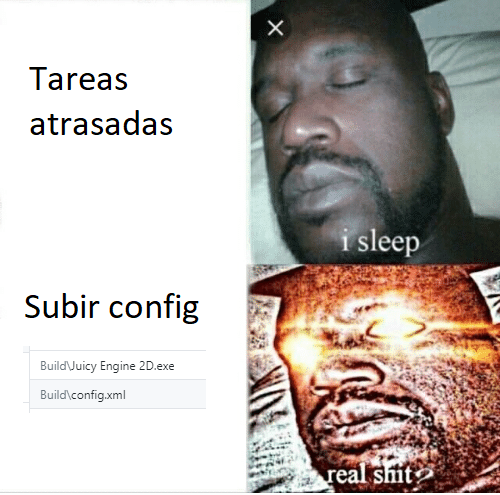 Tareas
atrasadas
i sleep
Subir config
Build\Juicy Engine 2D.exe
Build\config.xml
real shit?